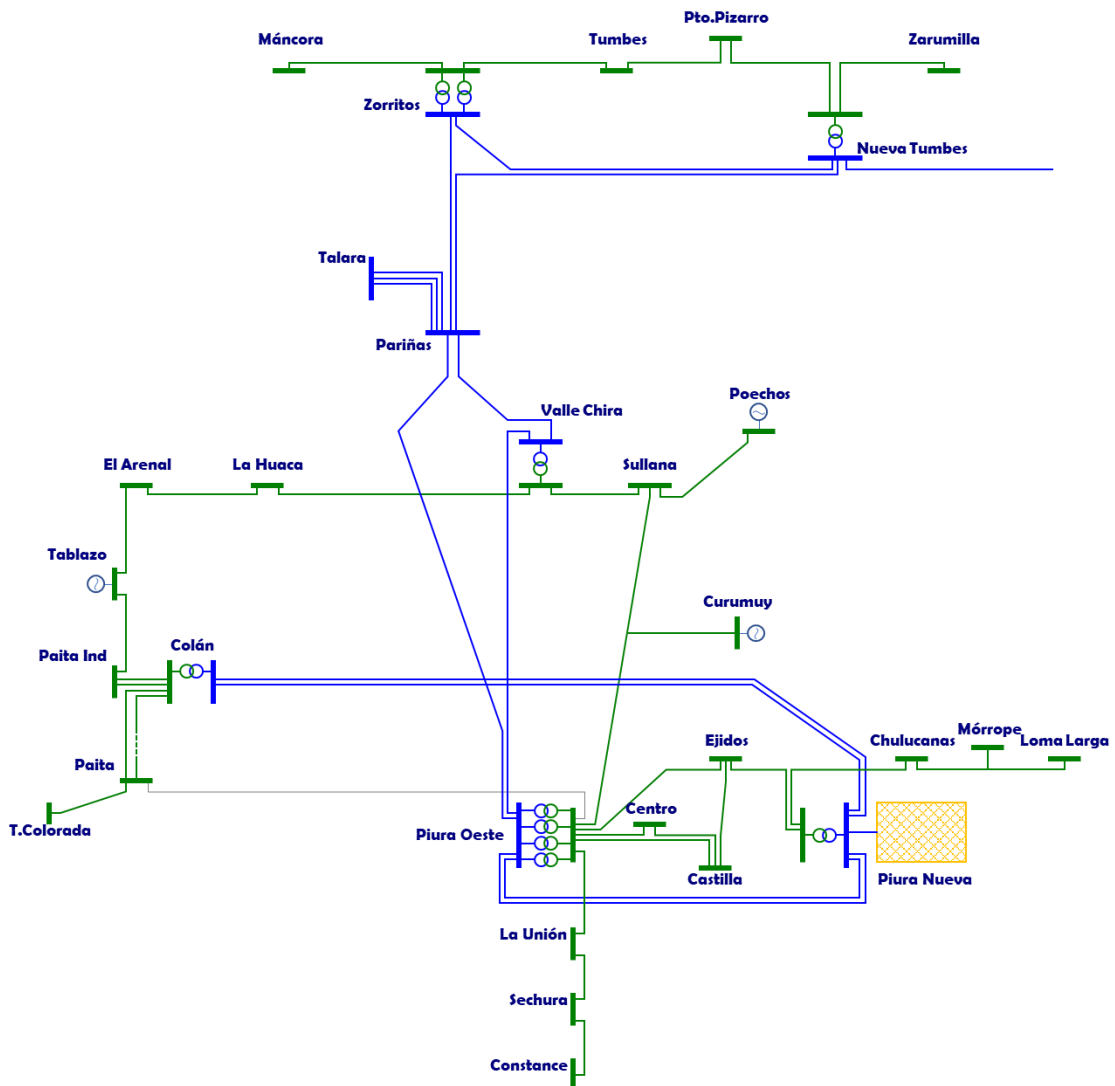 Pto.Pizarro
Máncora
Tumbes
Zarumilla
Zorritos
Nueva Tumbes
Talara
Pariñas
Poechos
Valle Chira
El Arenal
La Huaca
Sullana
Tablazo
Curumuy
Paita Ind
Colán
Ejidos
Chulucanas
Mórrope
Loma Larga
Paita
Centro
T.Colorada
Piura Oeste
Castilla
Piura Nueva
La Unión
Sechura
Constance